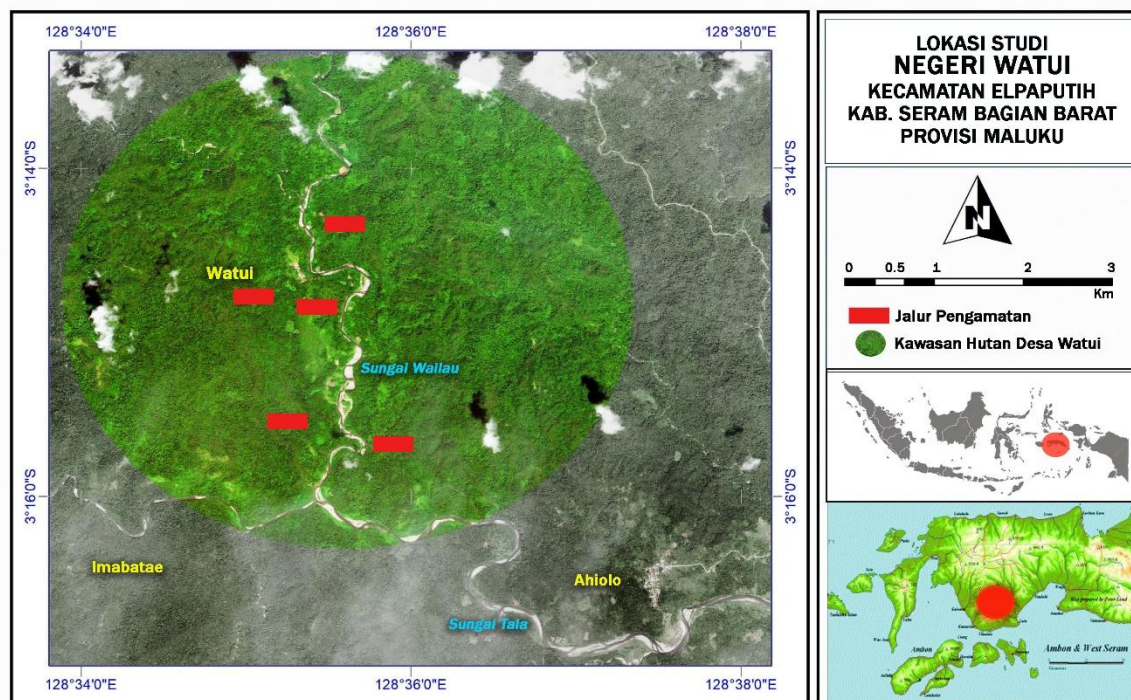 128°34'0"E
128°36'0"E
128°38'0"E
3°14'0"S
3°14'0"S
Watui
Sungai Wailau
3°16'0"S
3°16'0"S
Imabatae
Ahiolo
Sungai Tala
128°34'0"E
128°36'0"E
128°38'0"E
LOKASI STUDI
NEGERI WATUI
KECAMATAN ELPAPUTIH
KAB. SERAM BAGIAN BARAT
PROVISI MALUKU
N
0 0.5 1 2 3
Km
Jalur Pengamatan
Kawasan Hutan Desa Watui
Ambon
Ambon & West Seram